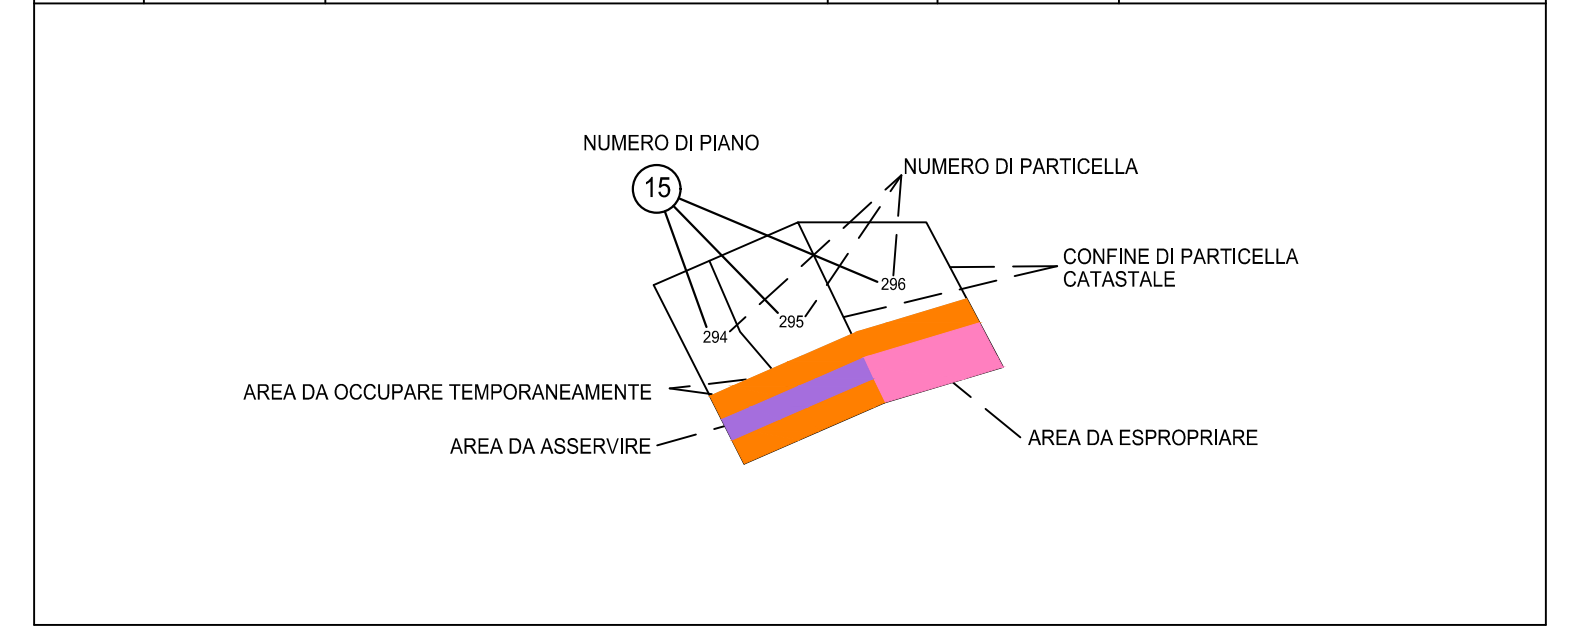 NUMERO DI PIANO
15
NUMERO DI PARTICELLA
CONFINE DI PARTICELLA
CATASTALE
296
295
294
AREA DA OCCUPARE TEMPORANEAMENTE
AREA DA ASSERVIRE
AREA DA ESPROPRIARE